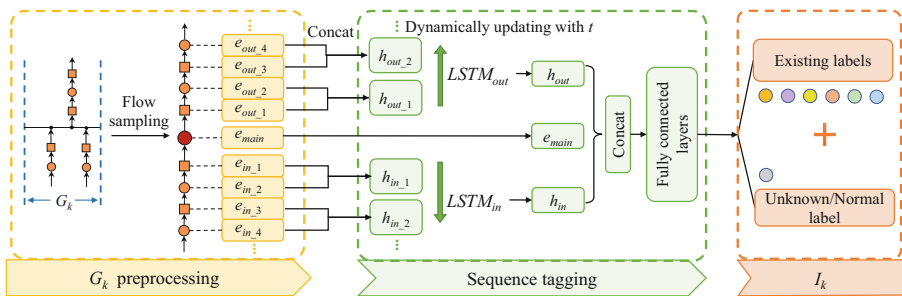 G_k
Flow
sampling
e_out_4
e_out_3
e_out_2
e_out_1
e_main
e_in_1
e_in_2
e_in_3
e_in_4
G_k preprocessing
Concat
Dynamically updating with t
h_out_2
h_out_1
h_in_1
h_in_2
LSTM_out
LSTM_in
h_out
e_main
h_in
Concat
Fully connected
layers
Sequence tagging
Existing labels
Unknown/Normal
label
I_k